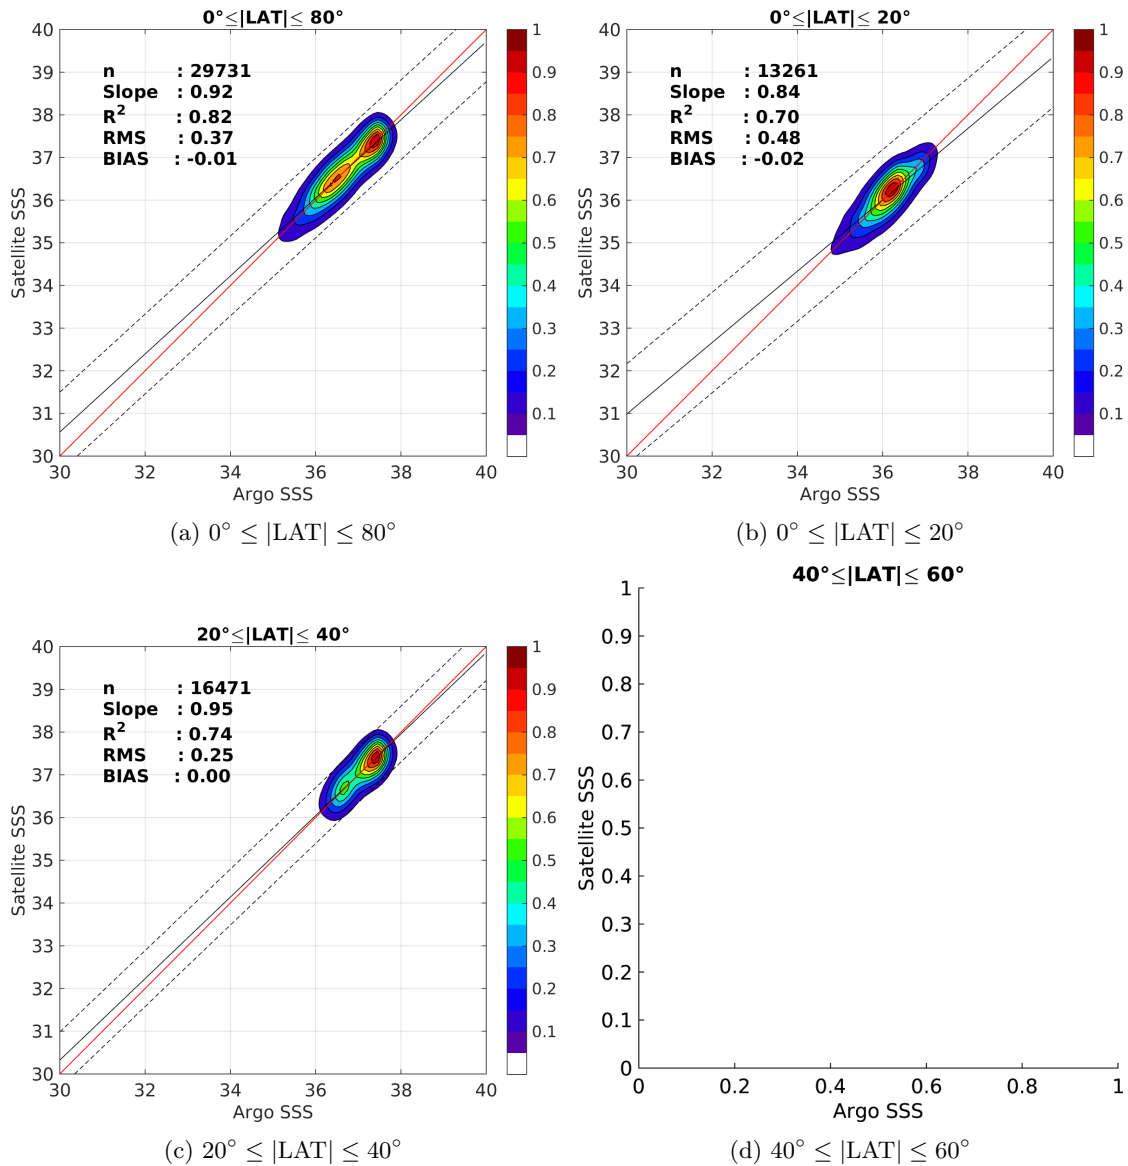 0°≤|LAT|≤ 80°
n : 29731
Slope : 0.92
R² : 0.82
RMS : 0.37
BIAS : -0.01
40
39
38
37
36
35
34
33
32
31
30
Satellite SSS
30 32 34 36 38 40
Argo SSS
1
0.9
0.8
0.7
0.6
0.5
0.4
0.3
0.2
0.1
(a) 0° ≤ |LAT| ≤ 80°
0°≤|LAT|≤ 20°
n : 13261
Slope : 0.84
R² : 0.70
RMS : 0.48
BIAS : -0.02
40
39
38
37
36
35
34
33
32
31
30
Satellite SSS
30 32 34 36 38 40
Argo SSS
1
0.9
0.8
0.7
0.6
0.5
0.4
0.3
0.2
0.1
(b) 0° ≤ |LAT| ≤ 20°
20°≤|LAT|≤ 40°
n : 16471
Slope : 0.95
R² : 0.74
RMS : 0.25
BIAS : 0.00
40
39
38
37
36
35
34
33
32
31
30
Satellite SSS
30 32 34 36 38 40
Argo SSS
1
0.9
0.8
0.7
0.6
0.5
0.4
0.3
0.2
0.1
(c) 20° ≤ |LAT| ≤ 40°
40°≤|LAT|≤ 60°
1
0.9
0.8
0.7
0.6
0.5
0.4
0.3
0.2
0.1
0
Satellite SSS
0 0.2 0.4 0.6 0.8 1
Argo SSS
(d) 40° ≤ |LAT| ≤ 60°